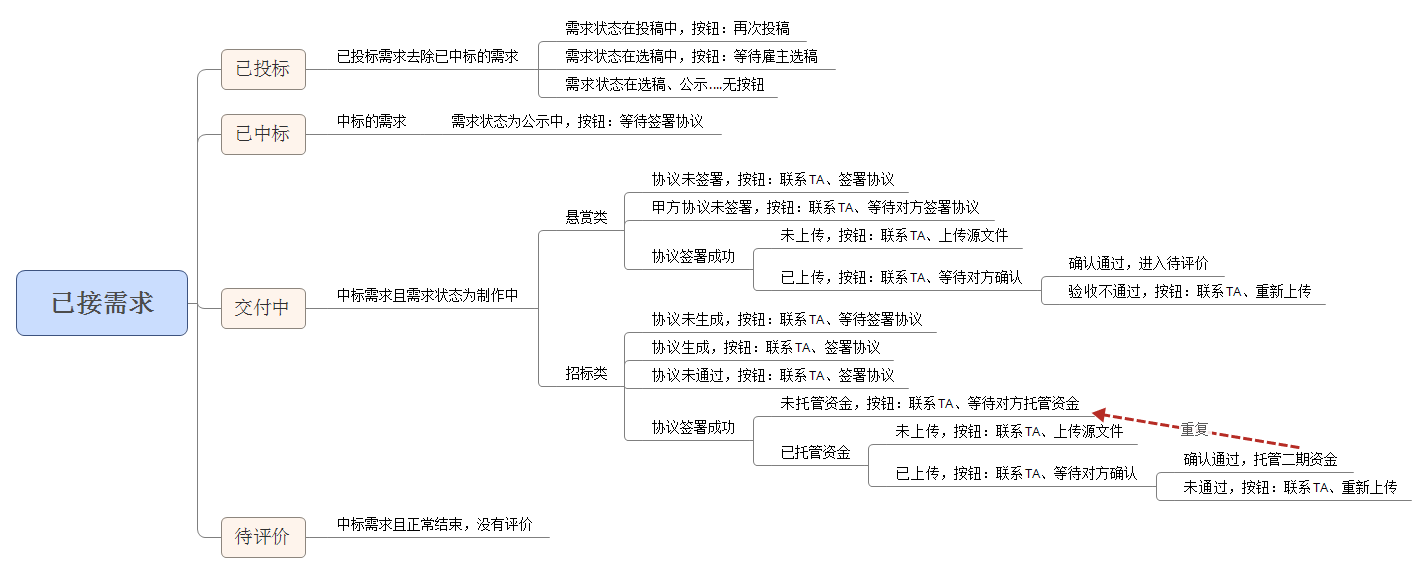 已接需求
已投标
已投标需求去除已中标的需求
需求状态在投稿中，按钮：再次投稿
需求状态在选稿中，按钮：等待雇主选稿
需求状态在选稿、公示....无按钮
已中标
中标的需求
需求状态为公示中，按钮：等待签署协议
交付中
中标需求且需求状态为制作中
悬赏类
协议未签署，按钮：联系TA、签署协议
甲方协议未签署，按钮：联系TA、等待对方签署协议
协议签署成功
未上传，按钮：联系TA、上传源文件
已上传，按钮：联系TA、等待对方确认
确认通过，进入待评价
验收不通过，按钮：联系TA、重新上传
招标类
协议未生成，按钮：联系TA、等待签署协议
协议生成，按钮：联系TA、签署协议
协议未通过，按钮：联系TA、签署协议
协议签署成功
未托管资金，按钮：联系TA、等待对方托管资金
已托管资金
未上传，按钮：联系TA、上传源文件
已上传，按钮：联系TA、等待对方确认
确认通过，托管二期资金
未通过，按钮：联系TA、重新上传
重复
待评价
中标需求且正常结束，没有评价